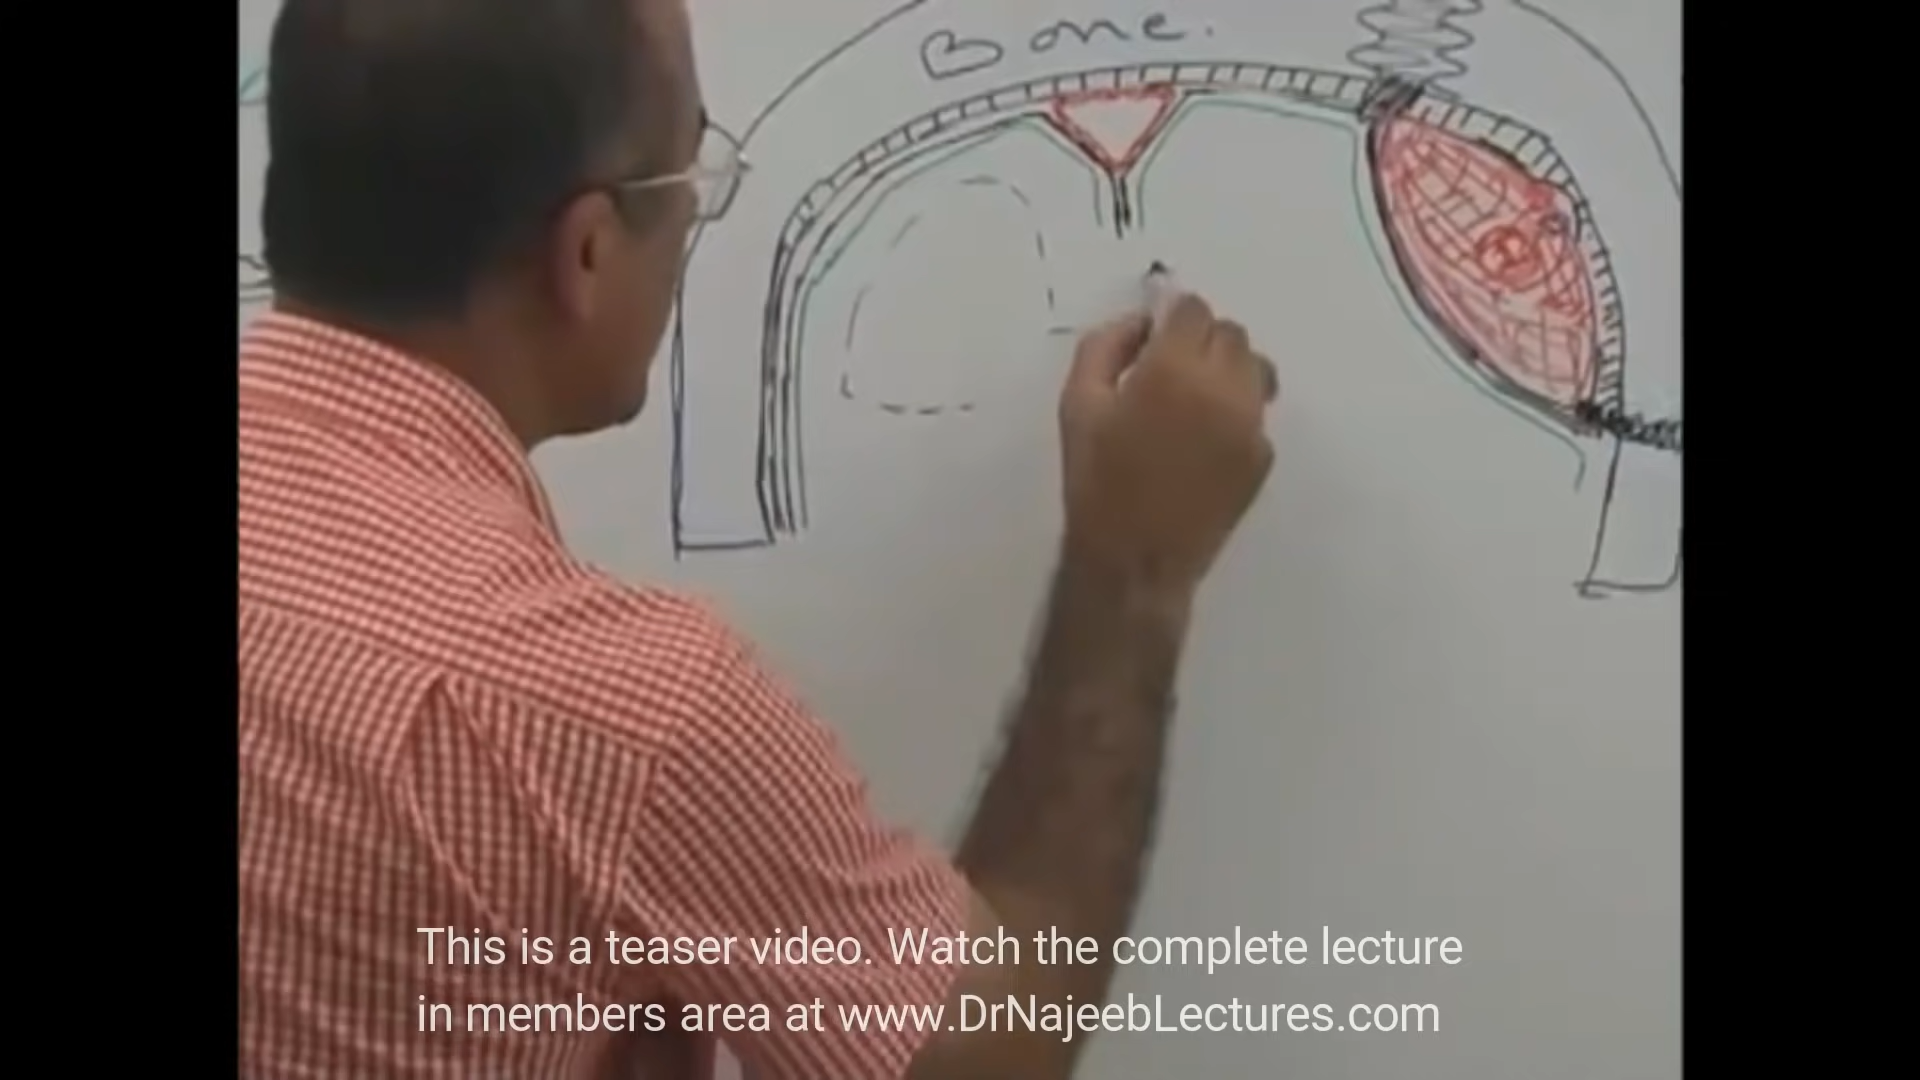 Bone.
This is a teaser video. Watch the complete lecture
in members area at www.DrNajeebLectures.com